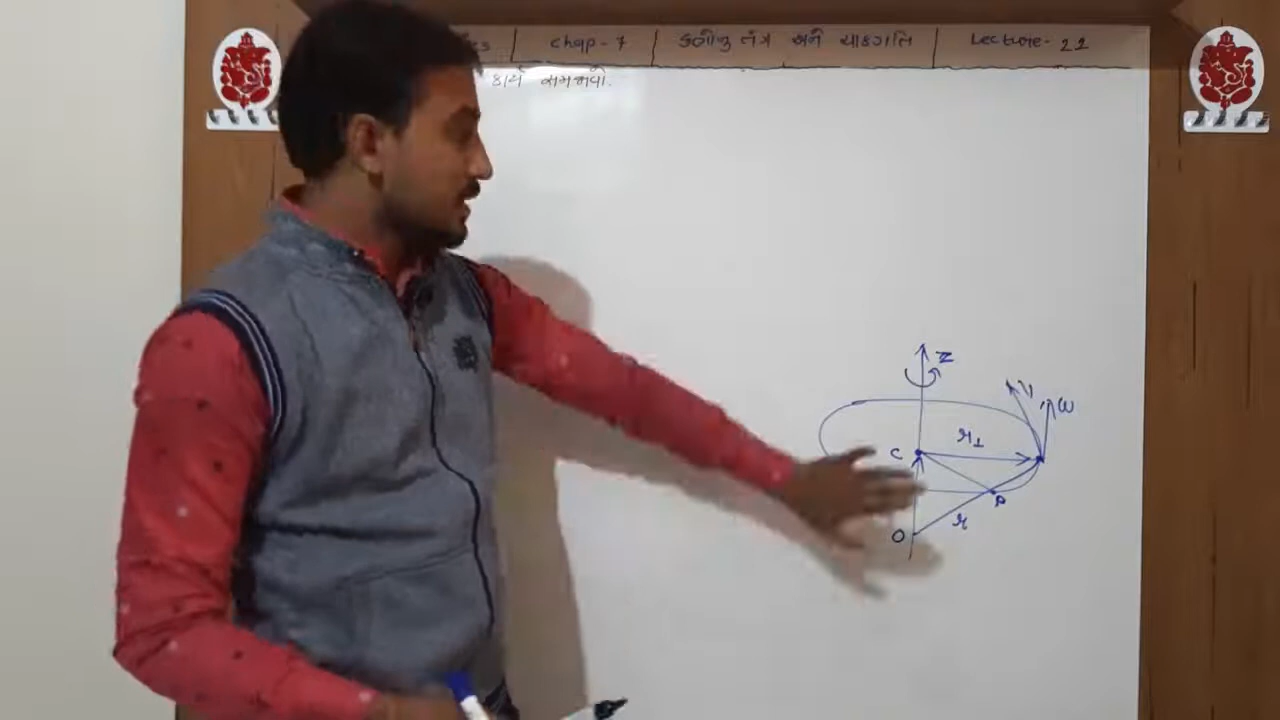 chap-7 કણોનું તંત્ર અને ચાકગતિ Lecture-22
કાર્ય સમજાવો.
z
v
ω
r⊥
c
P
r
O